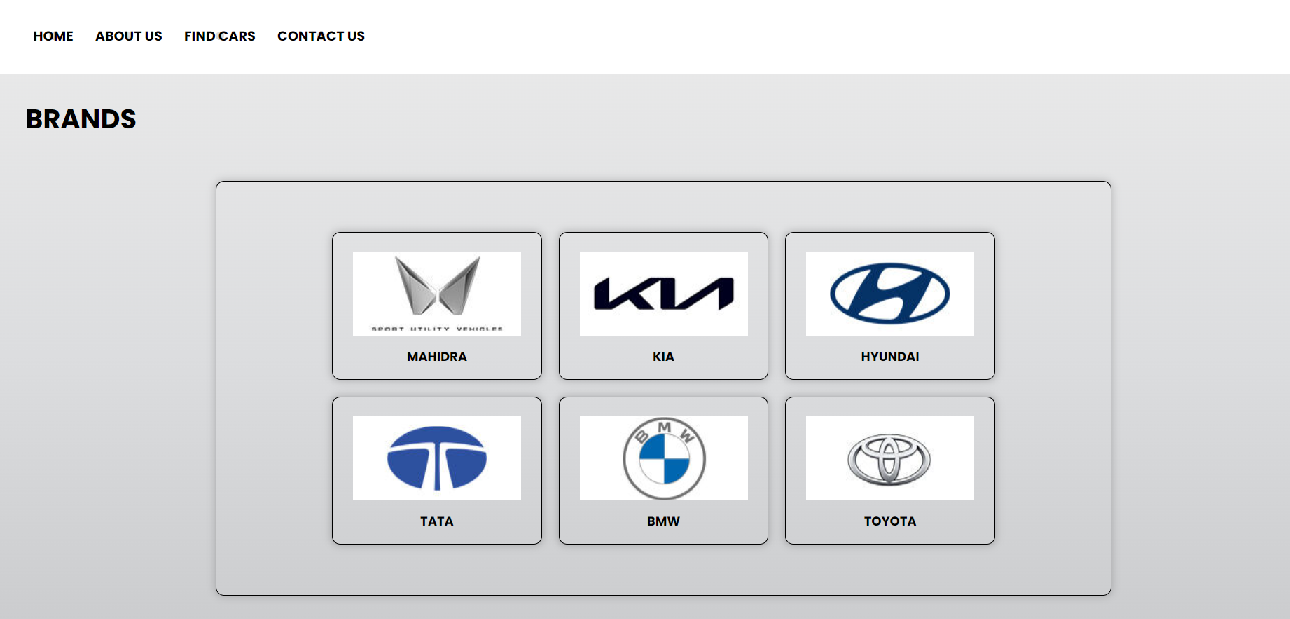 HOME ABOUT US FIND CARS CONTACT US
BRANDS
SPORT UTILITY VEHICLES
MAHIDRA
KIA
KIA
HYUNDAI
TATA
BMW
BMW
TOYOTA